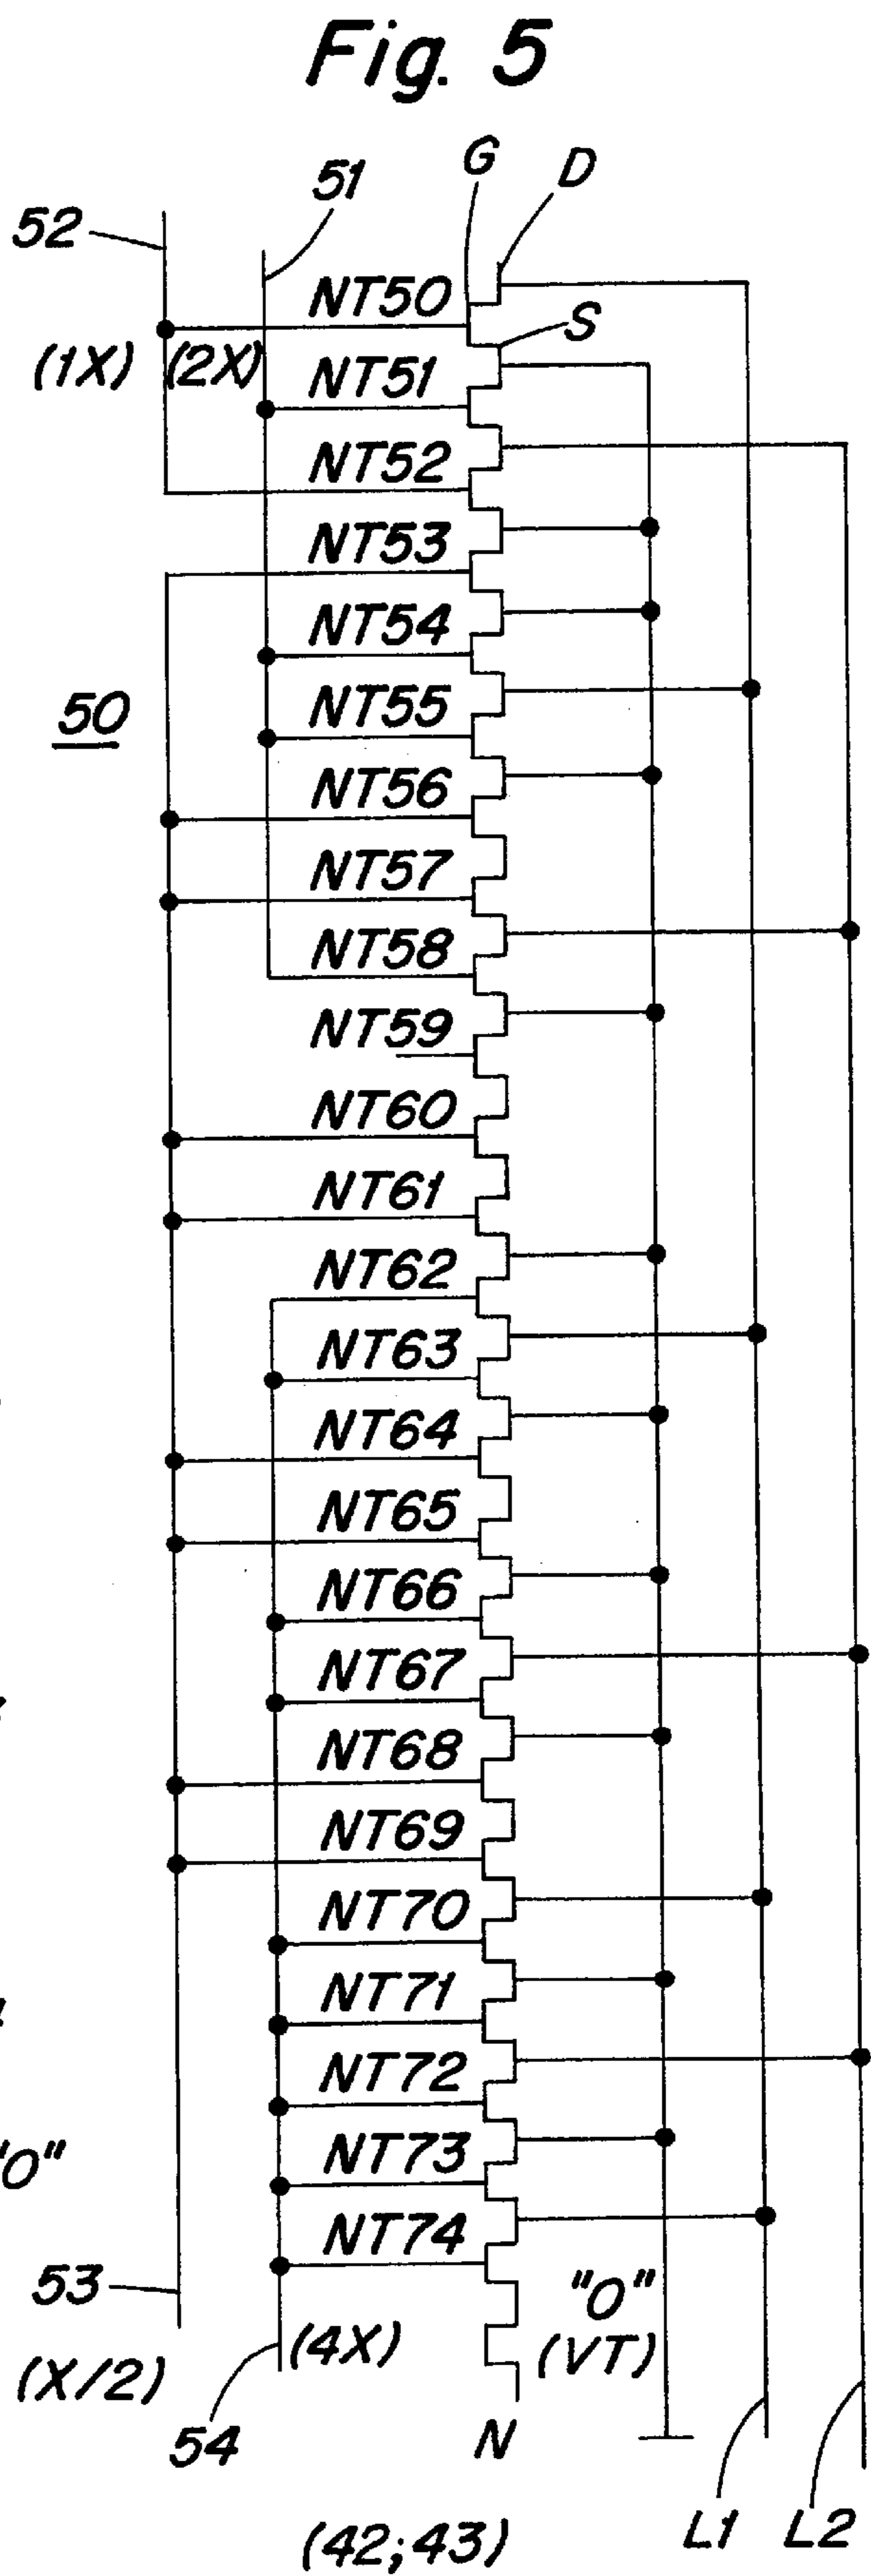 Fig. 5
G
D
51
52
NT50
S
(1X) (2X)
NT51
NT52
NT53
NT54
50
NT55
NT56
NT57
NT58
NT59
NT60
NT61
NT62
NT63
NT64
NT65
NT66
NT67
NT68
NT69
NT70
NT71
NT72
"0"
NT73
NT74
53
"0"
(4X)
(VT)
(X/2)
54
N
L1
L2
(42;43)